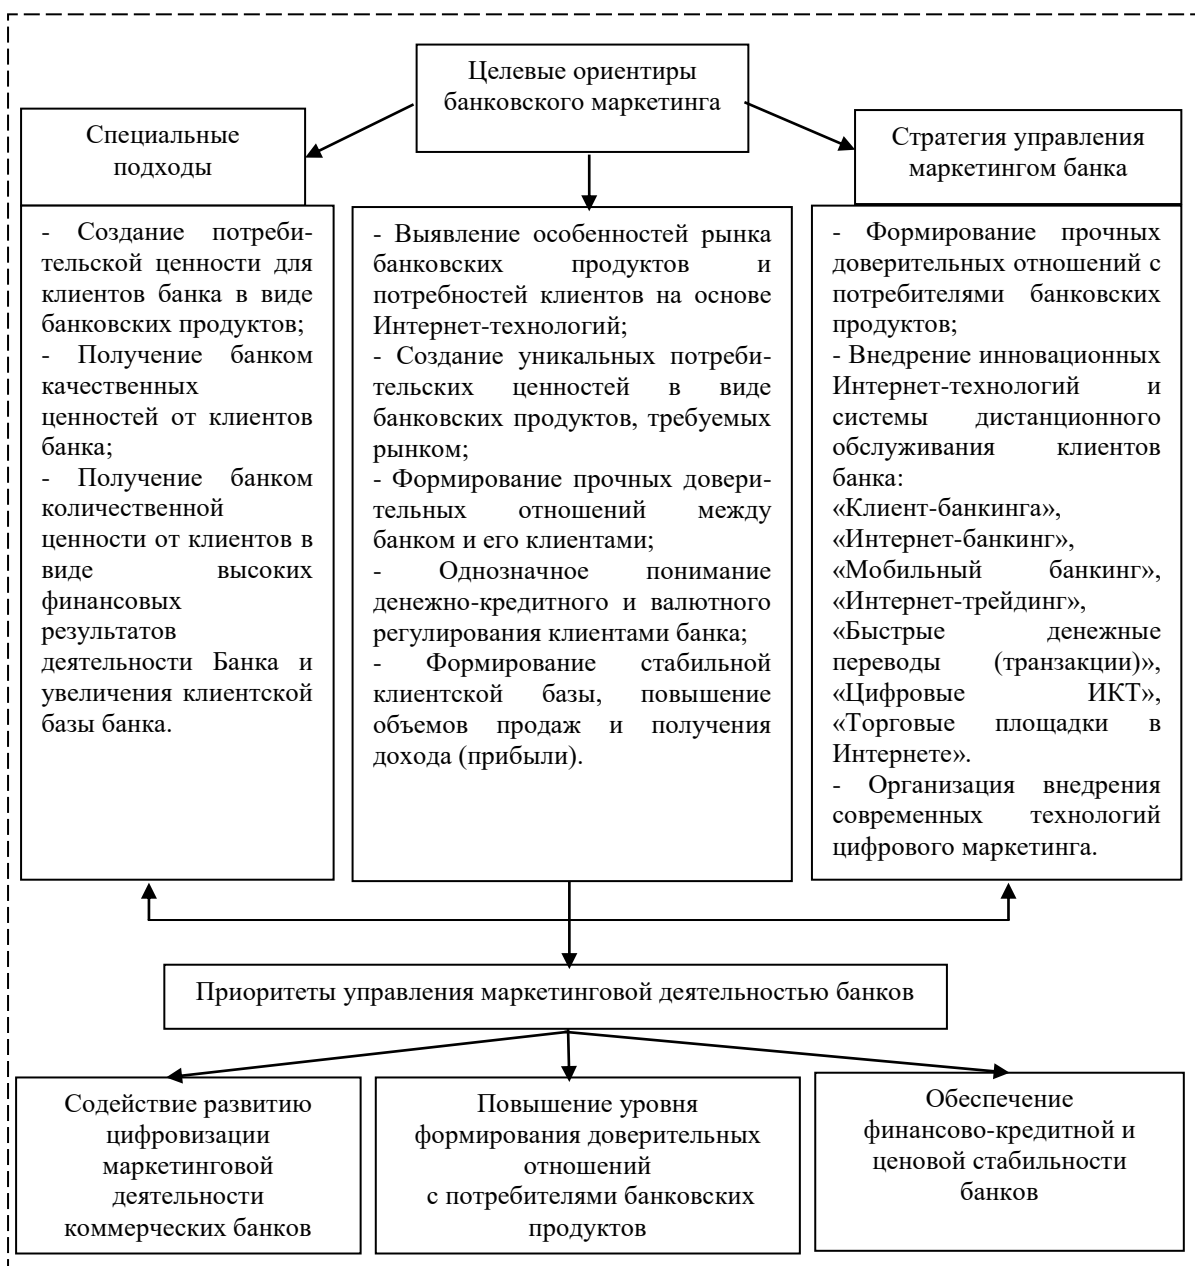 Целевые ориентиры
банковского маркетинга
Специальные
подходы
Стратегия управления
маркетингом банка
- Создание потреби-
тельской ценности для
клиентов банка в виде
банковских продуктов;
- Получение банком
качественных
ценностей от клиентов
банка;
- Получение банком
количественной
ценности от клиентов в
виде высоких
финансовых
результатов
деятельности Банка и
увеличения клиентской
базы банка.
- Выявление особенностей рынка
банковских продуктов и
потребностей клиентов на основе
Интернет-технологий;
- Создание уникальных потреби-
тельских ценностей в виде
банковских продуктов, требуемых
рынком;
- Формирование прочных довери-
тельных отношений между
банком и его клиентами;
- Однозначное понимание
денежно-кредитного и валютного
регулирования клиентами банка;
- Формирование стабильной
клиентской базы, повышение
объемов продаж и получения
дохода (прибыли).
- Формирование прочных
доверительных отношений с
потребителями банковских
продуктов;
- Внедрение инновационных
Интернет-технологий и
системы дистанционного
обслуживания клиентов
банка:
«Клиент-банкинга»,
«Интернет-банкинг»,
«Мобильный банкинг»,
«Интернет-трейдинг»,
«Быстрые денежные
переводы (транзакции)»,
«Цифровые ИКТ»,
«Торговые площадки в
Интернете».
- Организация внедрения
современных технологий
цифрового маркетинга.
Приоритеты управления маркетинговой деятельностью банков
Содействие развитию
цифровизации
маркетинговой
деятельности
коммерческих банков
Повышение уровня
формирования доверительных
отношений
с потребителями банковских
продуктов
Обеспечение
финансово-кредитной и
ценовой стабильности
банков